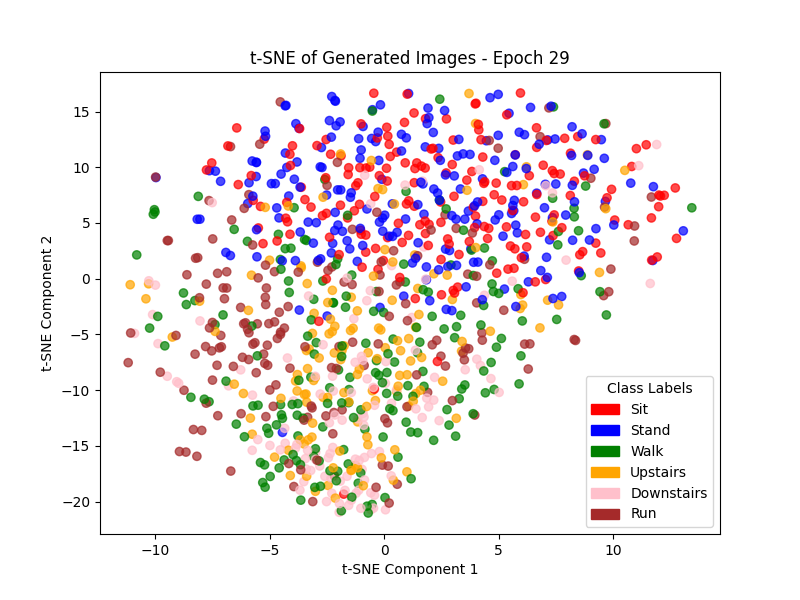 t-SNE of Generated Images - Epoch 29
15
10
5
0
−5
−10
−15
−20
t-SNE Component 2
−10
−5
0
5
10
t-SNE Component 1
Class Labels
Sit
Stand
Walk
Upstairs
Downstairs
Run